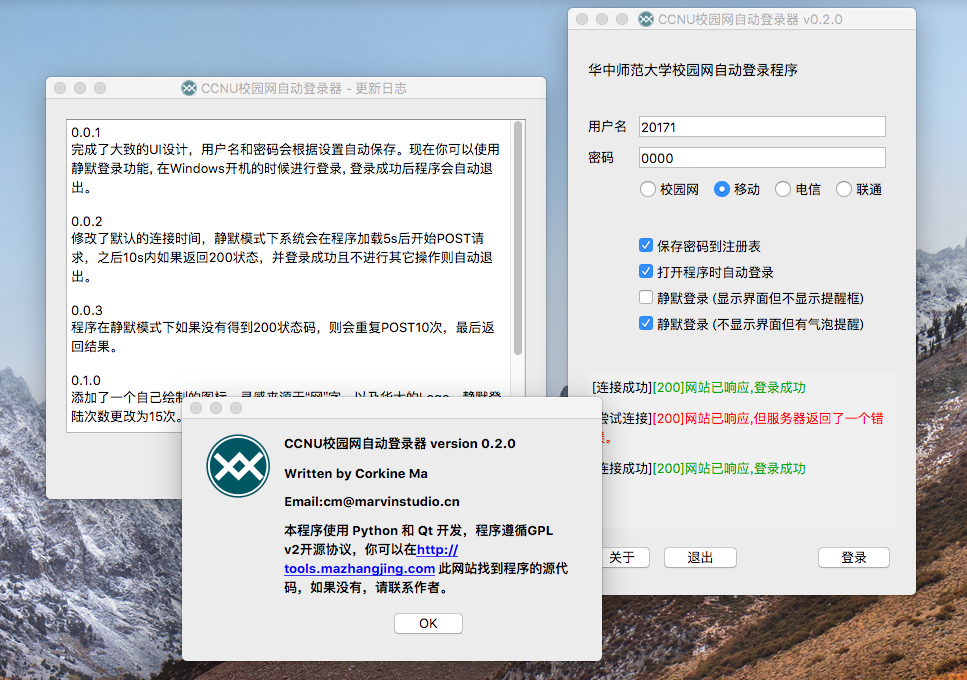 CCNU校园网自动登录器 - 更新日志
0.0.1
完成了大致的UI设计，用户名和密码会根据设置自动保存。现在你可以使用
静默登录功能, 在Windows开机的时候进行登录, 登录成功后程序会自动退
出。
0.0.2
修改了默认的连接时间，静默模式下系统会在程序加载5s后开始POST请
求，之后10s内如果返回200状态，并登录成功且不进行其它操作则自动退
出。
0.0.3
程序在静默模式下如果没有得到200状态码，则会重复POST10次，最后返
回结果。
0.1.0
添加了一个自己绘制的图标，灵感来源于“网”字，以及华大的Logo。静默登
陆次数更改为15次。
CCNU校园网自动登录器 v0.2.0
华中师范大学校园网自动登录程序
用户名 20171
密码 0000
校园网 移动 电信 联通
保存密码到注册表
打开程序时自动登录
静默登录 (显示界面但不显示提醒框)
静默登录 (不显示界面但有气泡提醒)
[连接成功][200]网站已响应,登录成功
尝试连接][200]网站已响应,但服务器返回了一个错
误。
连接成功][200]网站已响应,登录成功
关于 退出 登录
CCNU校园网自动登录器 version 0.2.0
Written by Corkine Ma
Email:cm@marvinstudio.cn
本程序使用 Python 和 Qt 开发，程序遵循GPL
v2开源协议，你可以在http://
tools.mazhangjing.com 此网站找到程序的源代
码，如果没有，请联系作者。
OK